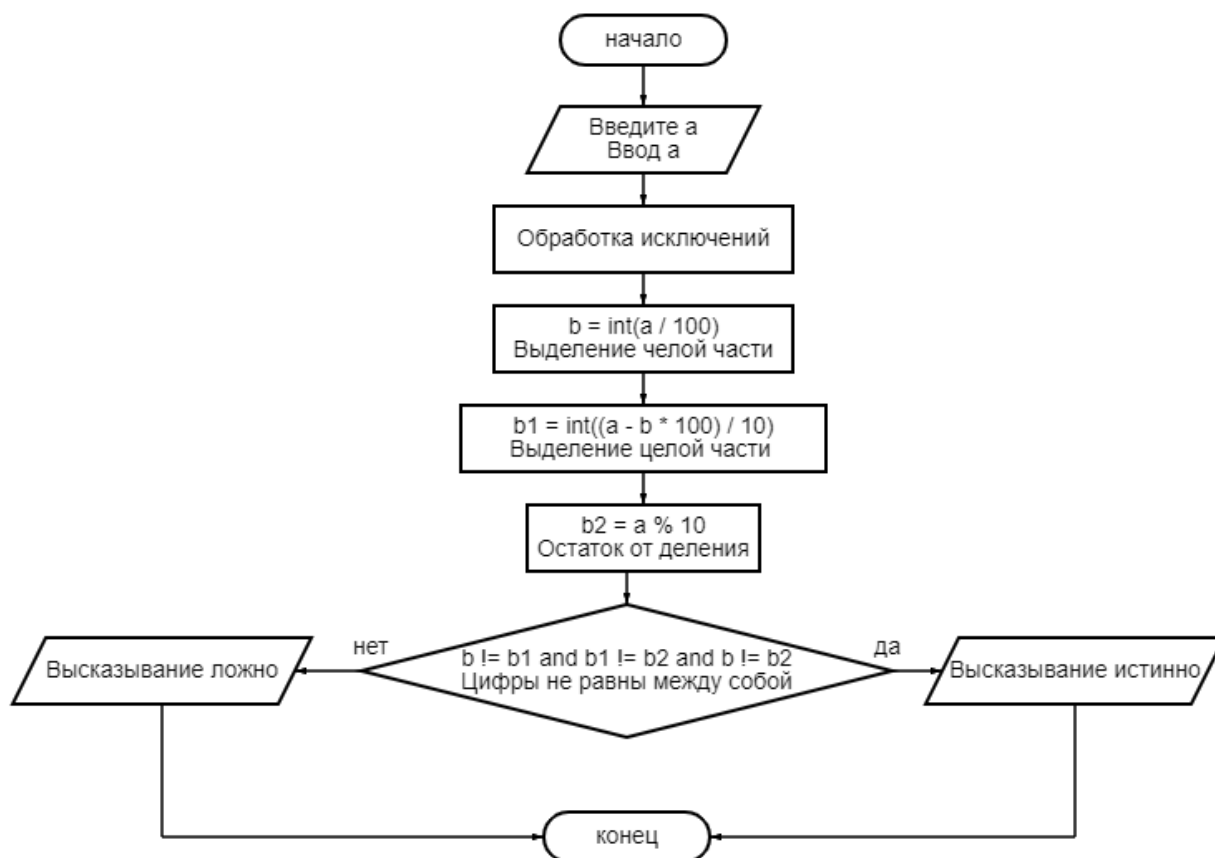 начало
Введите a
Ввод a
Обработка исключений
b = int(a / 100)
Выделение челой части
b1 = int((a - b * 100) / 10)
Выделение целой части
b2 = a % 10
Остаток от деления
нет
b != b1 and b1 != b2 and b != b2
Цифры не равны между собой
да
Высказывание ложно
Высказывание истинно
конец